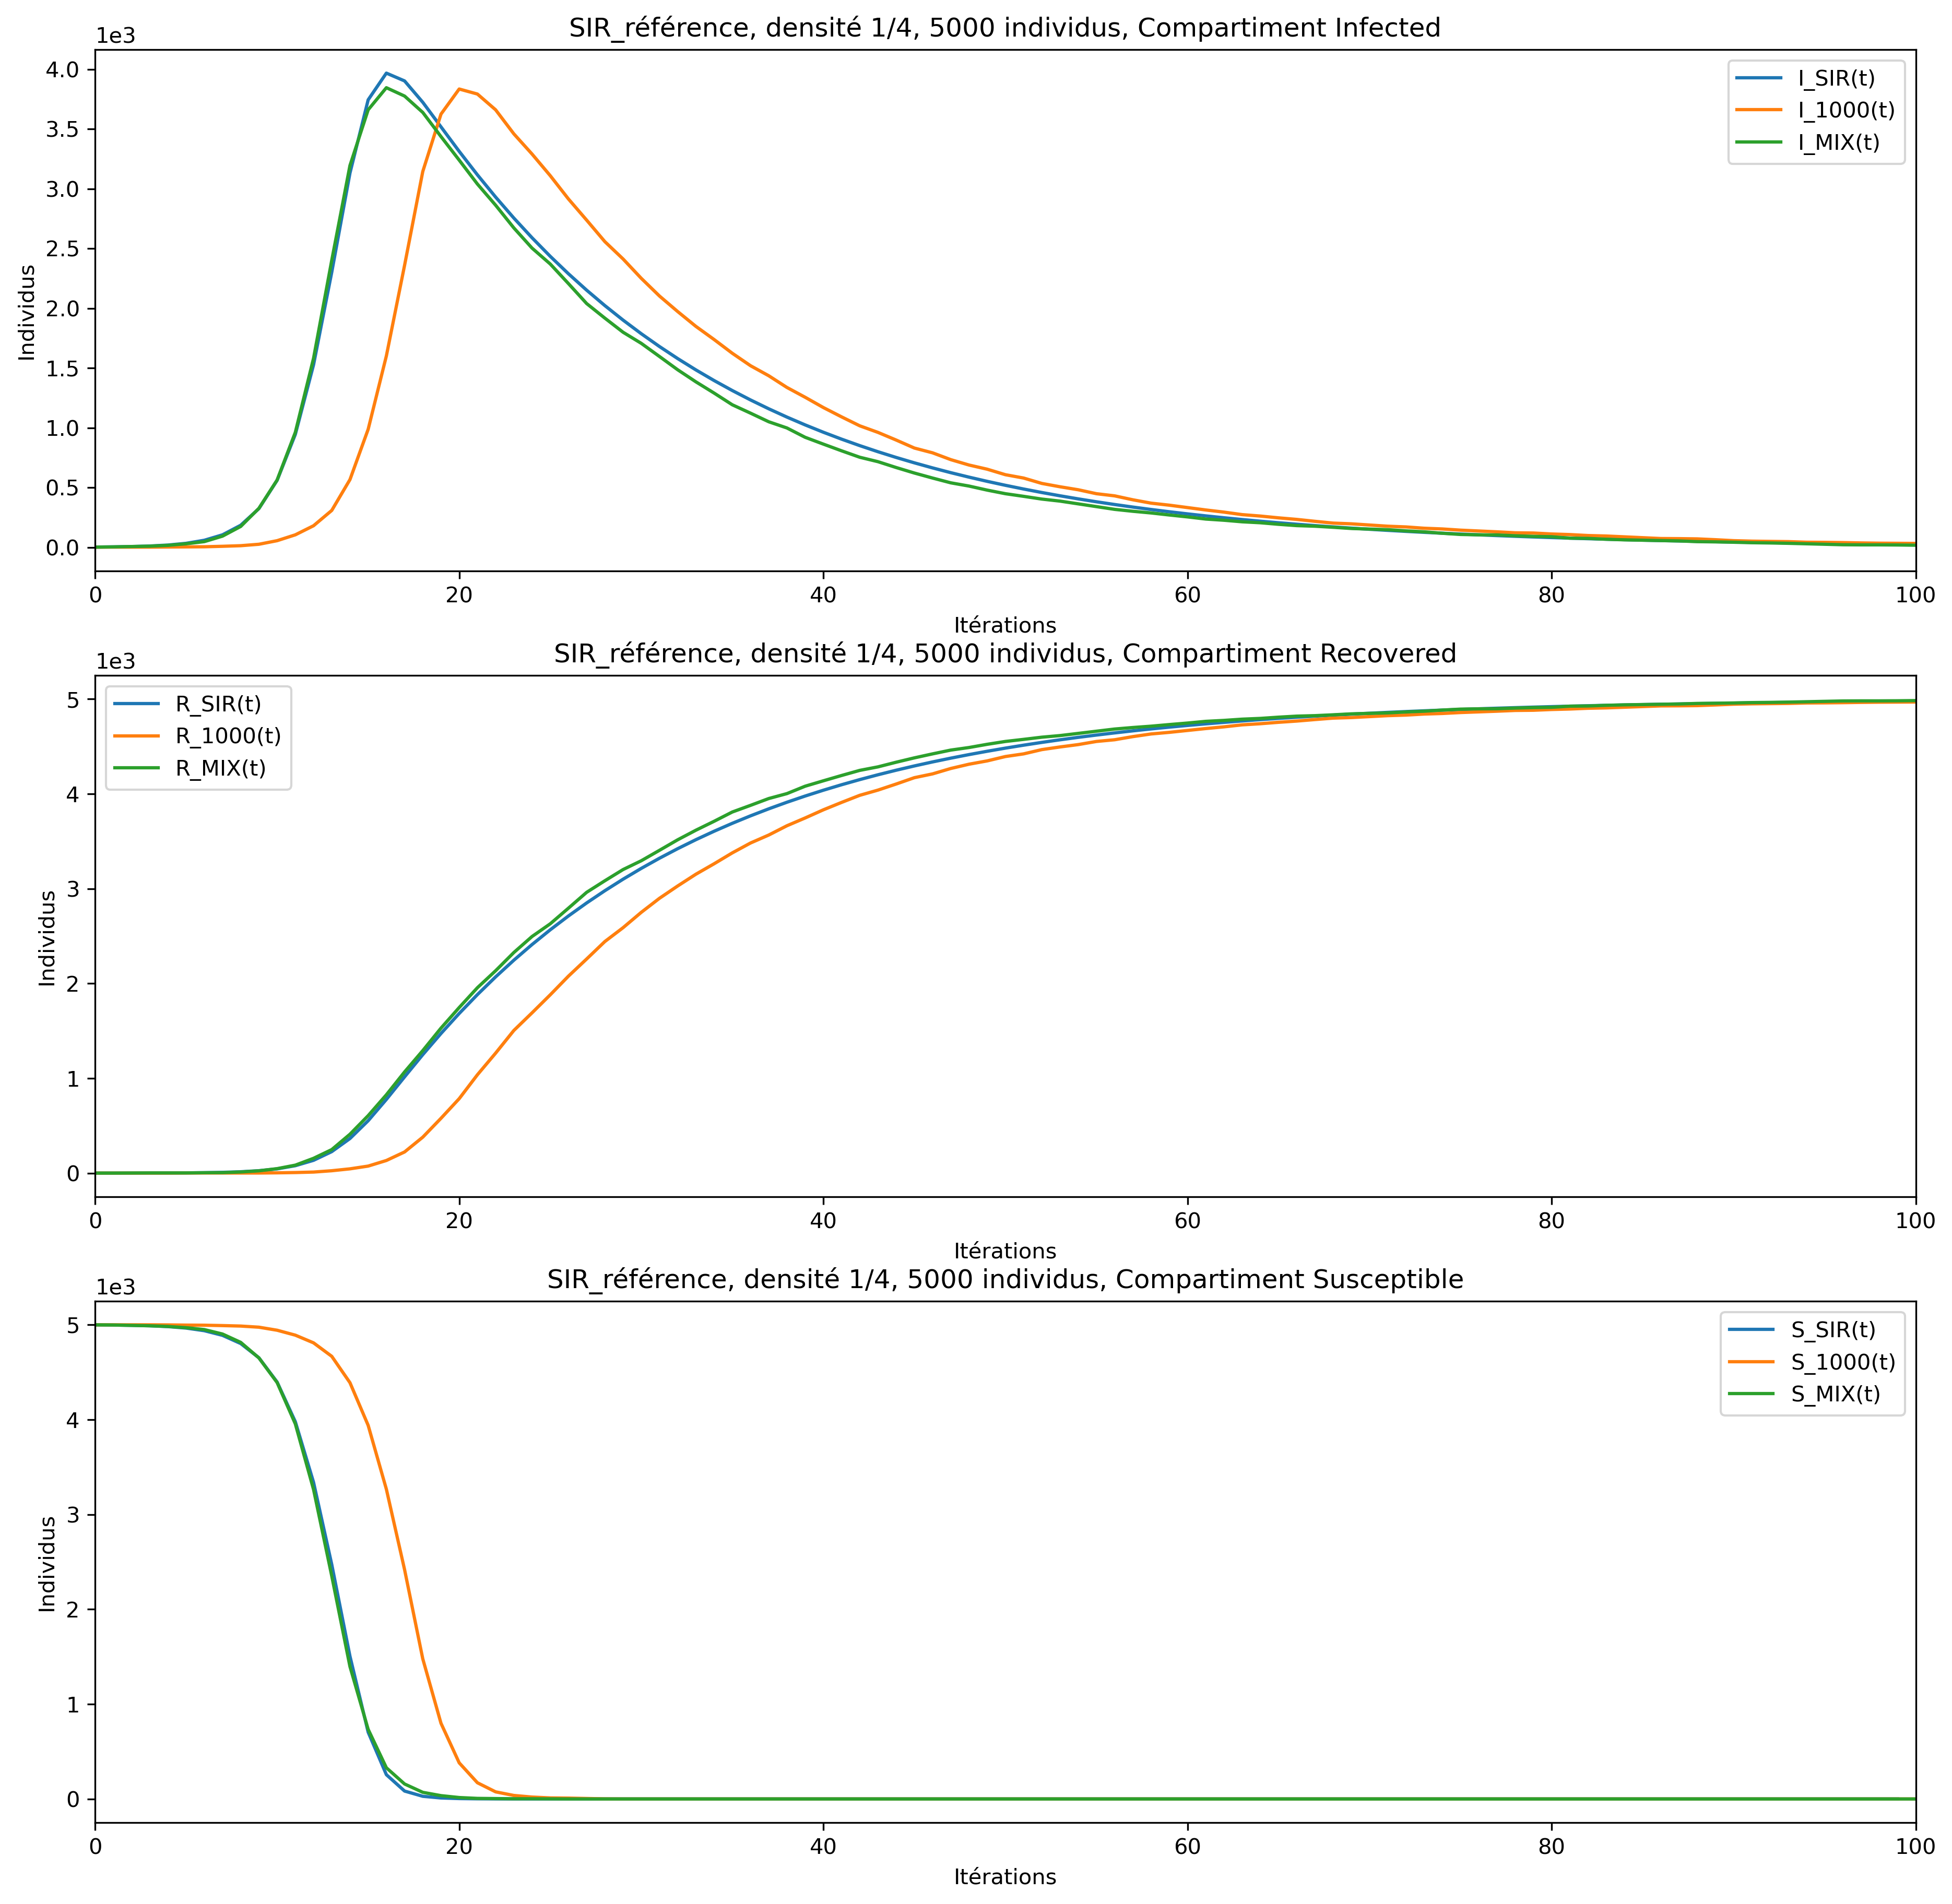 SIR_référence, densité 1/4, 5000 individus, Compartiment Infected
1e3
4.0
3.5
3.0
2.5
2.0
1.5
1.0
0.5
0.0
Individus
I_SIR(t)
I_1000(t)
I_MIX(t)
0 20 40 60 80 100
Itérations
SIR_référence, densité 1/4, 5000 individus, Compartiment Recovered
1e3
R_SIR(t)
R_1000(t)
R_MIX(t)
5
4
3
2
1
0
Individus
0 20 40 60 80 100
Itérations
SIR_référence, densité 1/4, 5000 individus, Compartiment Susceptible
1e3
5
4
3
2
1
0
Individus
S_SIR(t)
S_1000(t)
S_MIX(t)
0 20 40 60 80 100
Itérations